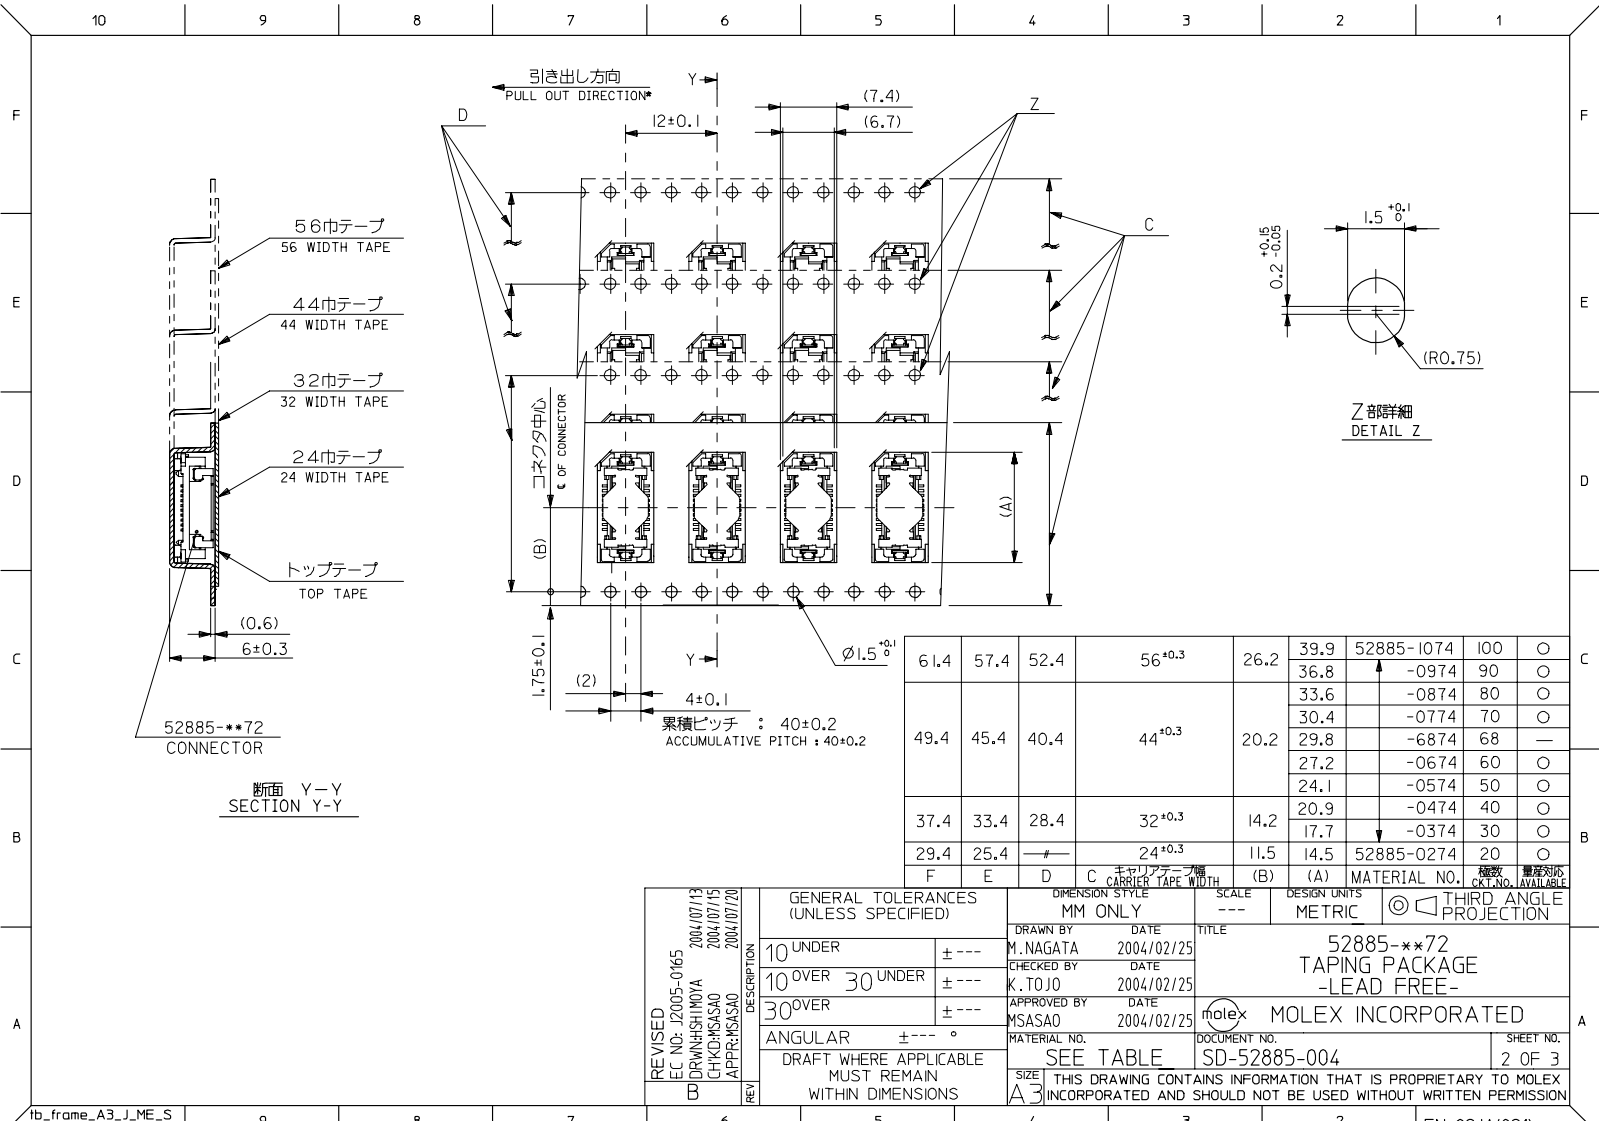 10 9 8 7 6 5 4 3 2 1
F
E
D
C
B
A
F
E
D
C
B
A
引き出し方向
PULL OUT DIRECTION*
Y
D
12±0.1
(7.4)
(6.7)
Z
C
56巾テープ
56 WIDTH TAPE
44巾テープ
44 WIDTH TAPE
32巾テープ
32 WIDTH TAPE
24巾テープ
24 WIDTH TAPE
トップテープ
TOP TAPE
(0.6)
6±0.3
52885-**72
CONNECTOR
断面 Y-Y
SECTION Y-Y
コネクタ中心
℄ OF CONNECTOR
(B)
(A)
1.75±0.1
(2)
4±0.1
Y
Ø1.5 +0.1 0
累積ピッチ : 40±0.2
ACCUMULATIVE PITCH : 40±0.2
1.5 +0.1 0
0.2 +0.15 -0.05
(R0.75)
Z部詳細
DETAIL Z
61.4 57.4 52.4 56±0.3 26.2 39.9 52885-1074 100 ○
36.8 -0974 90 ○
49.4 45.4 40.4 44±0.3 20.2 33.6 -0874 80 ○
30.4 -0774 70 ○
29.8 -6874 68 —
27.2 -0674 60 ○
24.1 -0574 50 ○
37.4 33.4 28.4 32±0.3 14.2 20.9 -0474 40 ○
17.7 -0374 30 ○
29.4 25.4 24±0.3 11.5 14.5 52885-0274 20 ○
F E D C キャリアテープ幅 CARRIER TAPE WIDTH (B) (A) MATERIAL NO. 極数 CKT.NO. 量産対応 AVAILABLE
REVISED
EC NO: J2005-0165
DRWN:HSHIMOYA 2004/07/13
CH'KD:MSASAO 2004/07/15
APPR:MSASAO 2004/07/20
B
DESCRIPTION
REV
GENERAL TOLERANCES
(UNLESS SPECIFIED)
10 UNDER ±---
10 OVER 30 UNDER ±---
30 OVER ±---
ANGULAR ±--- °
DRAFT WHERE APPLICABLE
MUST REMAIN
WITHIN DIMENSIONS
DIMENSION STYLE
MM ONLY
SCALE
---
DESIGN UNITS
METRIC
THIRD ANGLE
PROJECTION
DRAWN BY DATE
M.NAGATA 2004/02/25
CHECKED BY DATE
K.TOJO 2004/02/25
APPROVED BY DATE
MSASAO 2004/02/25
TITLE
52885-**72
TAPING PACKAGE
-LEAD FREE-
molex MOLEX INCORPORATED
MATERIAL NO.
SEE TABLE
DOCUMENT NO.
SD-52885-004
SHEET NO.
2 OF 3
SIZE
A3
THIS DRAWING CONTAINS INFORMATION THAT IS PROPRIETARY TO MOLEX
INCORPORATED AND SHOULD NOT BE USED WITHOUT WRITTEN PERMISSION
tb_frame_A3_J_ME_S